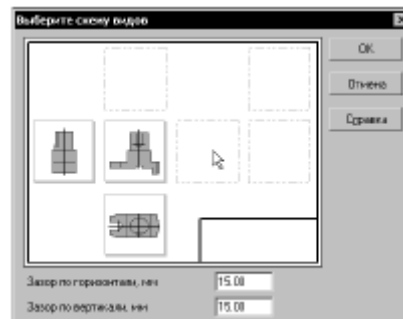 Выберите схему видов
OK
Отмена
Справка
Зазор по горизонтали, мм
15.00
Зазор по вертикали, мм
15.00